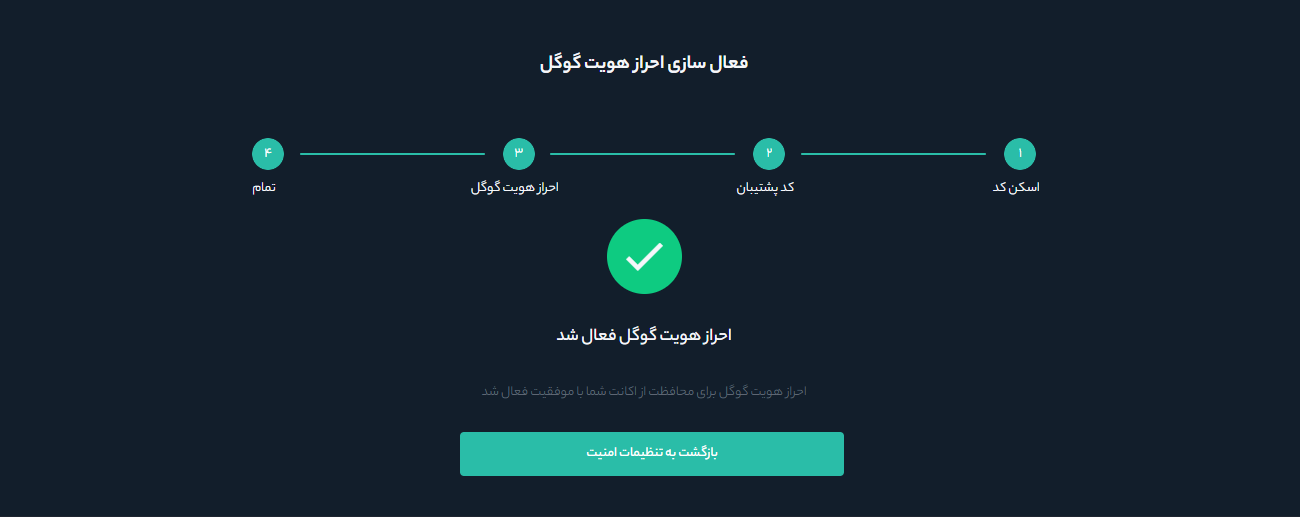 فعال سازی احراز هویت گوگل
۱
۲
۳
۴
اسکن کد
کد پشتیبان
احراز هویت گوگل
تمام
احراز هویت گوگل فعال شد
احراز هویت گوگل برای محافظت از اکانت شما با موفقیت فعال شد
بازگشت به تنظیمات امنیت